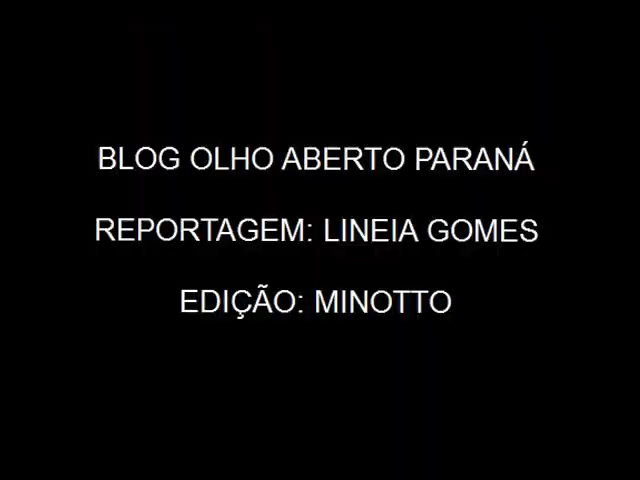 BLOG OLHO ABERTO PARANÁ
REPORTAGEM: LINEIA GOMES
EDIÇÃO: MINOTTO